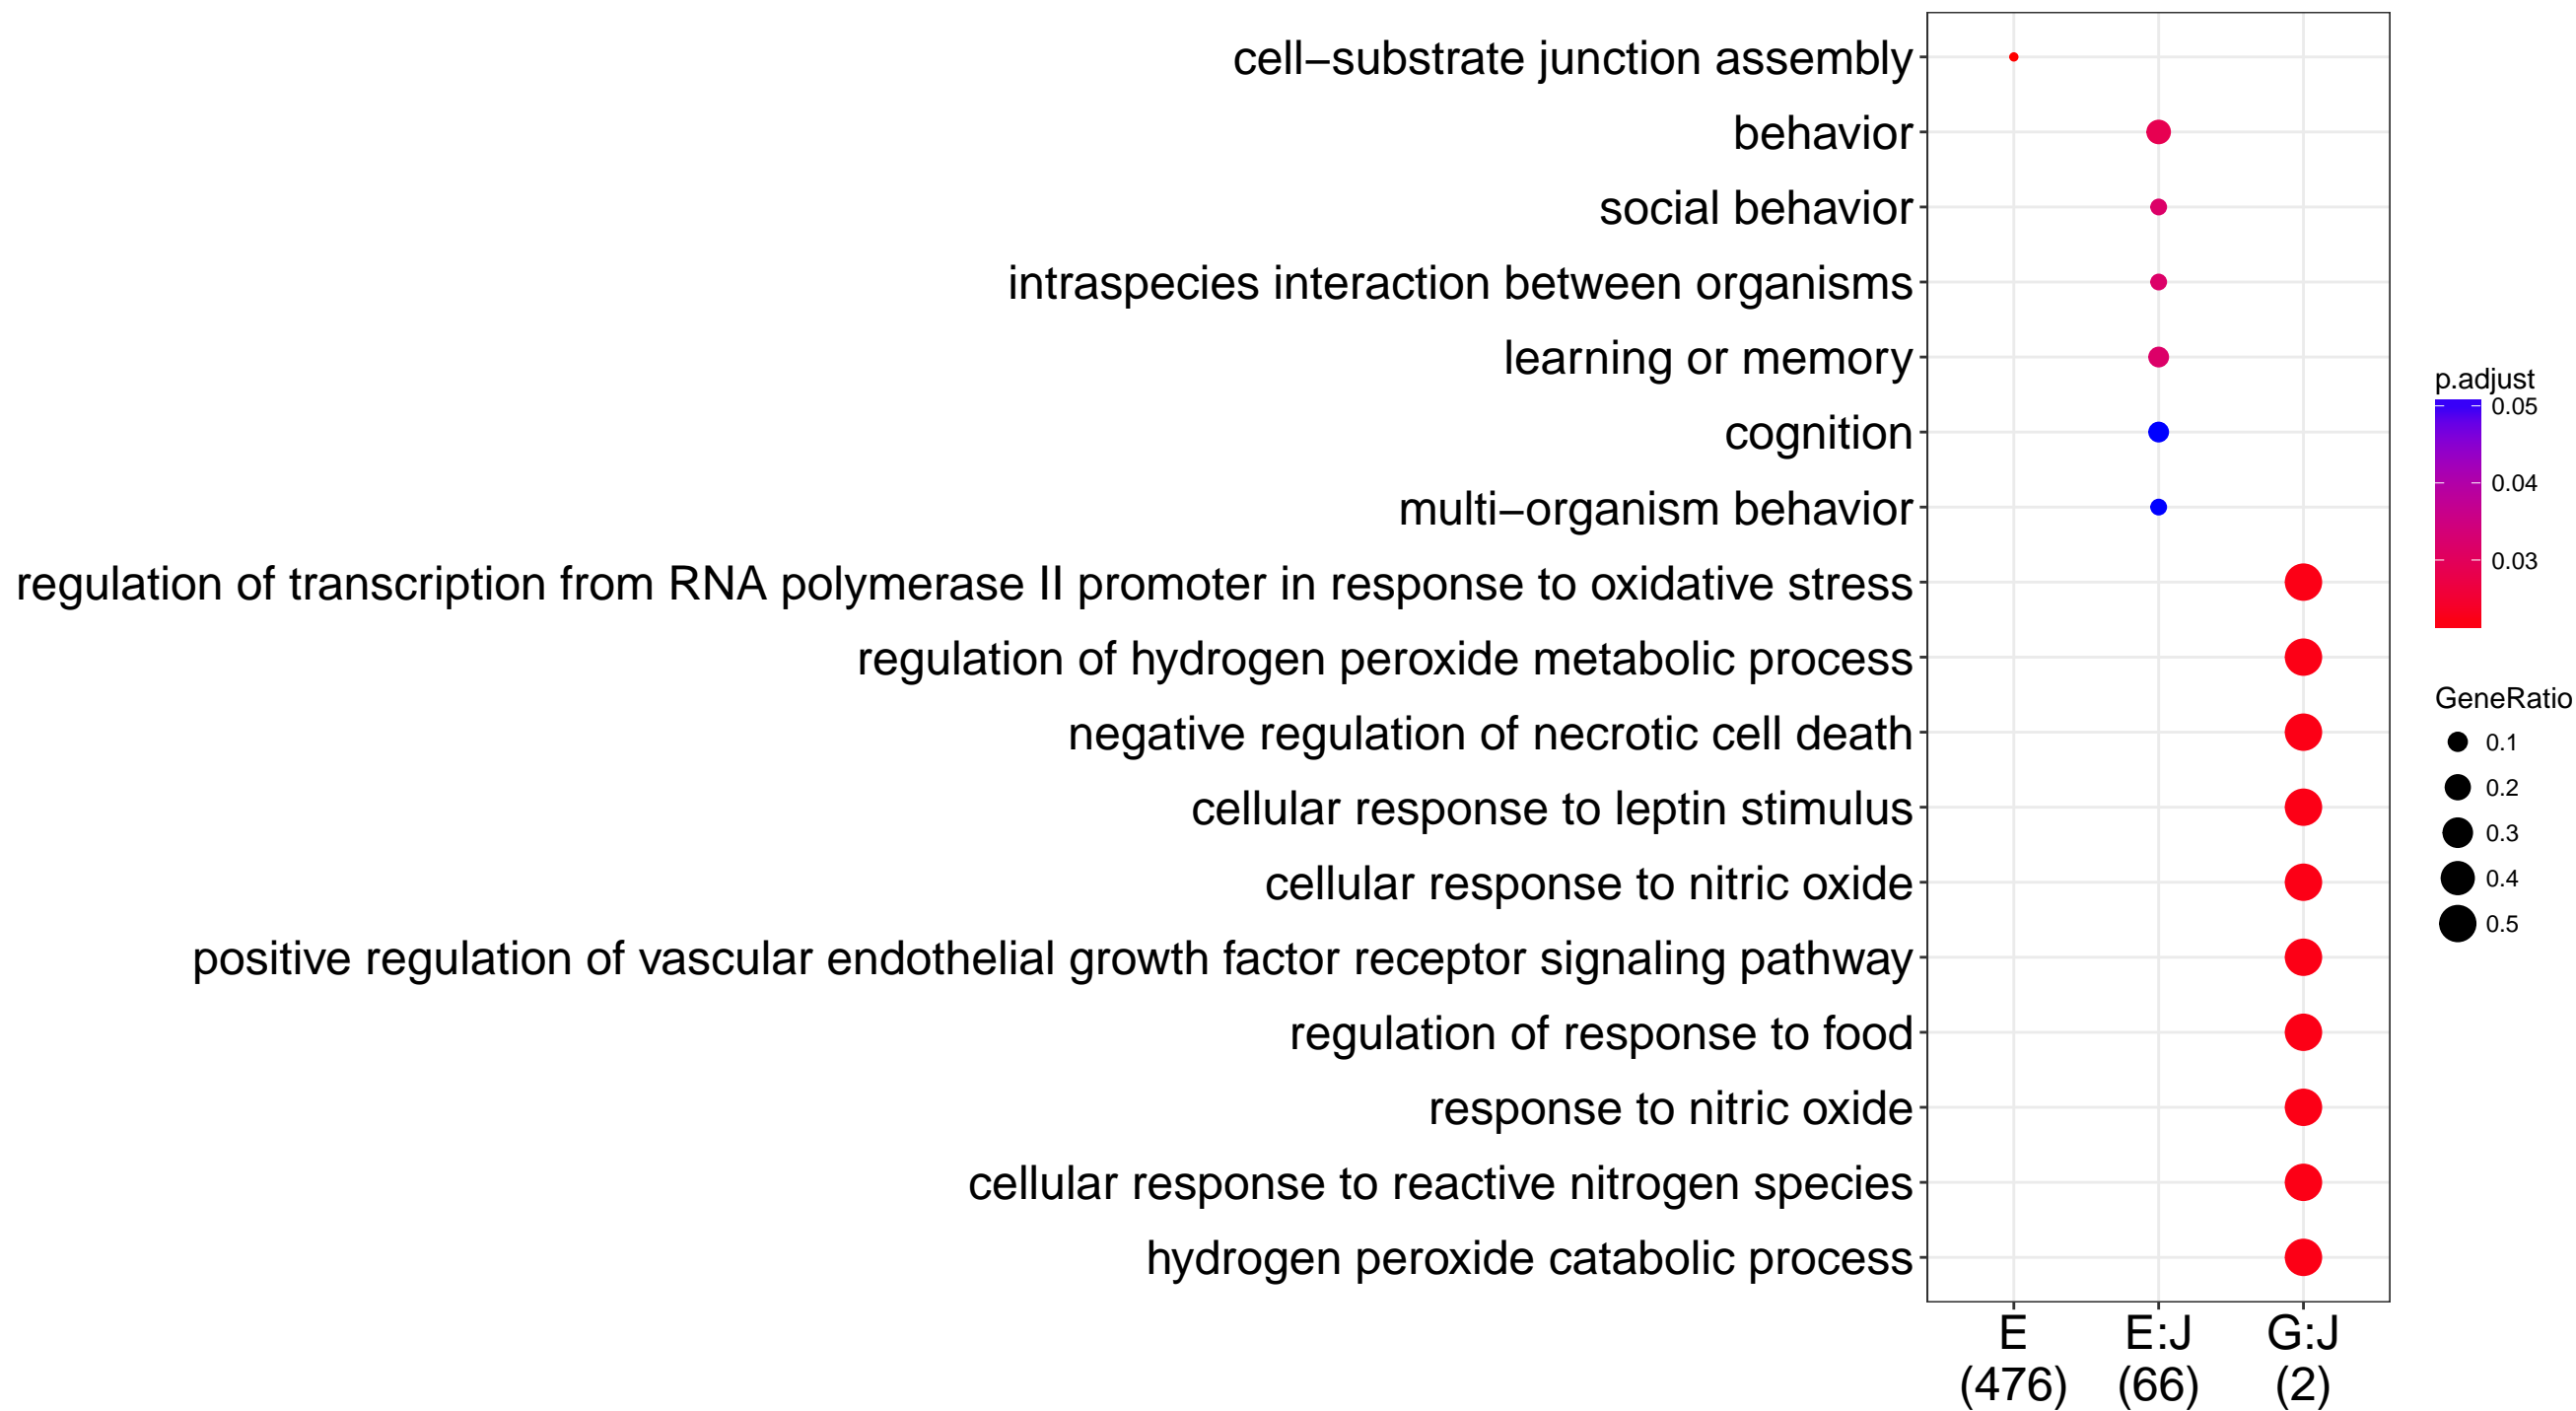 cell−substrate junction assembly
behavior
social behavior
intraspecies interaction between organisms
learning or memory
cognition
multi−organism behavior
regulation of transcription from RNA polymerase II promoter in response to oxidative stress
regulation of hydrogen peroxide metabolic process
negative regulation of necrotic cell death
cellular response to leptin stimulus
cellular response to nitric oxide
positive regulation of vascular endothelial growth factor receptor signaling pathway
regulation of response to food
response to nitric oxide
cellular response to reactive nitrogen species
hydrogen peroxide catabolic process
E E:J G:J
(476) (66) (2)
p.adjust
0.05
0.04
0.03
GeneRatio
0.1
0.2
0.3
0.4
0.5